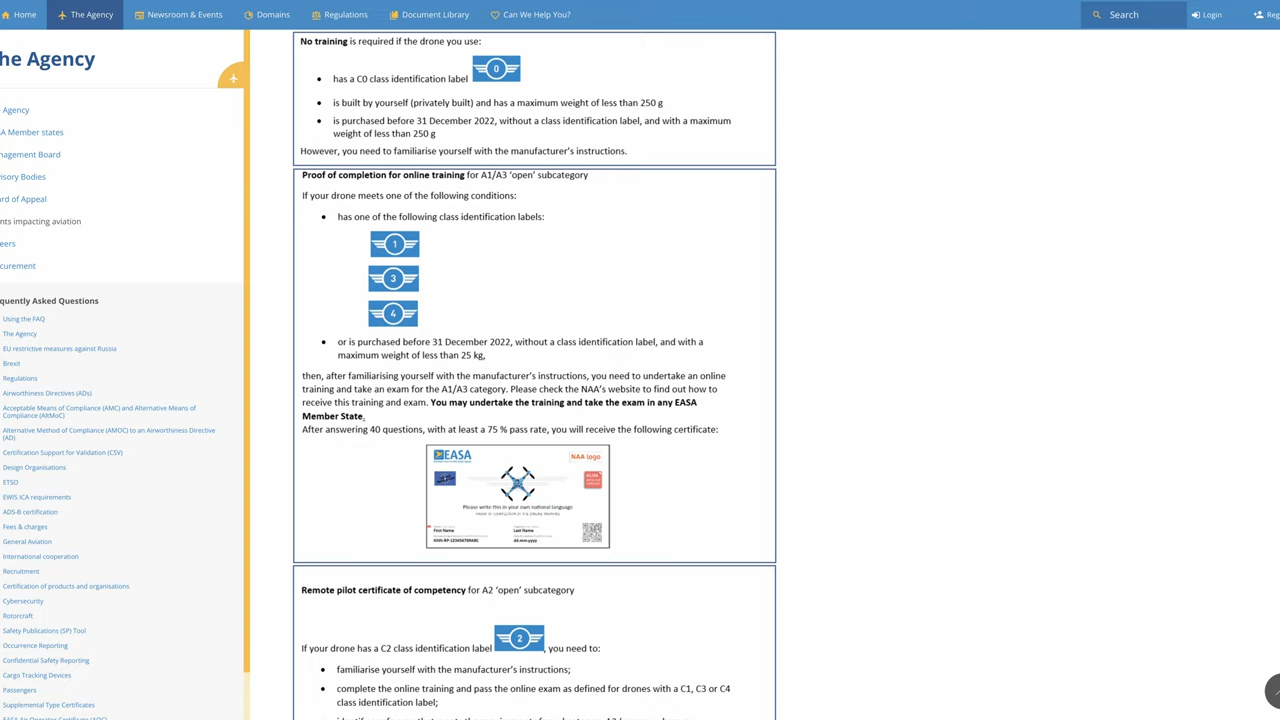 Home
The Agency
Newsroom & Events
Domains
Regulations
Document Library
Can We Help You?
Search
Login
Reg
he Agency
Agency
A Member states
nagement Board
isory Bodies
rd of Appeal
nts impacting aviation
eers
curement
quently Asked Questions
Using the FAQ
The Agency
EU restrictive measures against Russia
Brexit
Regulations
Airworthiness Directives (ADs)
Acceptable Means of Compliance (AMC) and Alternative Means of
Compliance (AltMoC)
Alternative Method of Compliance (AMOC) to an Airworthiness Directive
(AD)
Certification Support for Validation (CSV)
Design Organisations
ETSO
EWIS ICA requirements
ADS-B certification
Fees & charges
General Aviation
International cooperation
Recruitment
Certification of products and organisations
Cybersecurity
Rotorcraft
Safety Publications (SP) Tool
Occurrence Reporting
Confidential Safety Reporting
Cargo Tracking Devices
Passengers
Supplemental Type Certificates
EASA Air Operator Certificate (AOC)
No training is required if the drone you use:
• has a C0 class identification label 0
• is built by yourself (privately built) and has a maximum weight of less than 250 g
• is purchased before 31 December 2022, without a class identification label, and with a maximum
weight of less than 250 g
However, you need to familiarise yourself with the manufacturer's instructions.
Proof of completion for online training for A1/A3 'open' subcategory
If your drone meets one of the following conditions:
• has one of the following class identification labels:
1
3
4
• or is purchased before 31 December 2022, without a class identification label, and with a
maximum weight of less than 25 kg,
then, after familiarising yourself with the manufacturer's instructions, you need to undertake an online
training and take an exam for the A1/A3 category. Please check the NAA's website to find out how to
receive this training and exam. You may undertake the training and take the exam in any EASA
Member State.
After answering 40 questions, with at least a 75 % pass rate, you will receive the following certificate:
EASA
NAA logo
Please write this in your own national language
First Name
Last Name
dd-mm-yyyy
Remote pilot certificate of competency for A2 'open' subcategory
If your drone has a C2 class identification label 2, you need to:
• familiarise yourself with the manufacturer's instructions;
• complete the online training and pass the online exam as defined for drones with a C1, C3 or C4
class identification label;